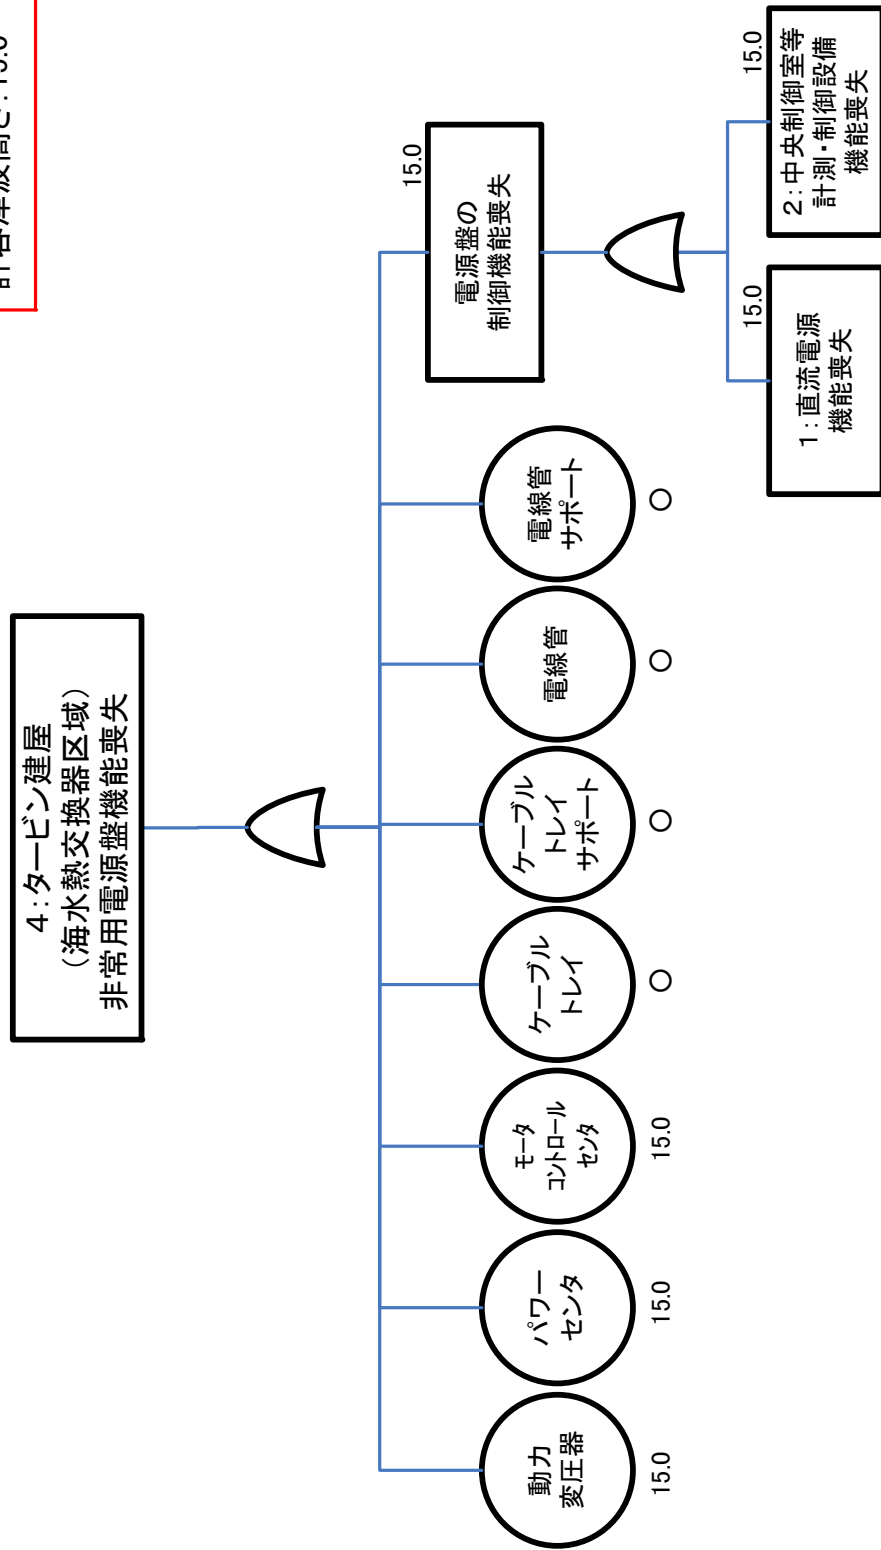 許容津波高さ:15.0
4:タービン建屋
(海水熱交換器区域)
非常用電源盤機能喪失
動力
変圧器
15.0
パワー
センタ
15.0
モータ
コントロール
センタ
15.0
ケーブル
トレイ
○
ケーブル
トレイ
サポート
○
電線管
○
電線管
サポート
○
電源盤の
制御機能喪失
15.0
1:直流電源
機能喪失
15.0
2:中央制御室等
計測・制御設備
機能喪失
15.0